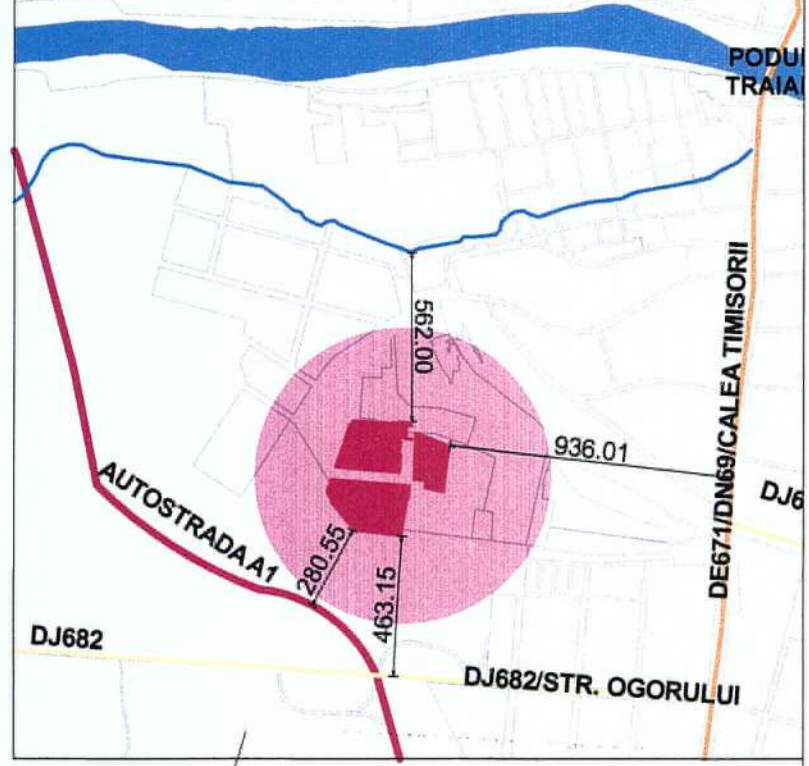 PODUL
TRAIAN
562.00
936.01
DE671/DN69/CALEA TIMISORII
DJ6
AUTOSTRADA A1
280.55
463.15
DJ682
DJ682/STR. OGORULUI